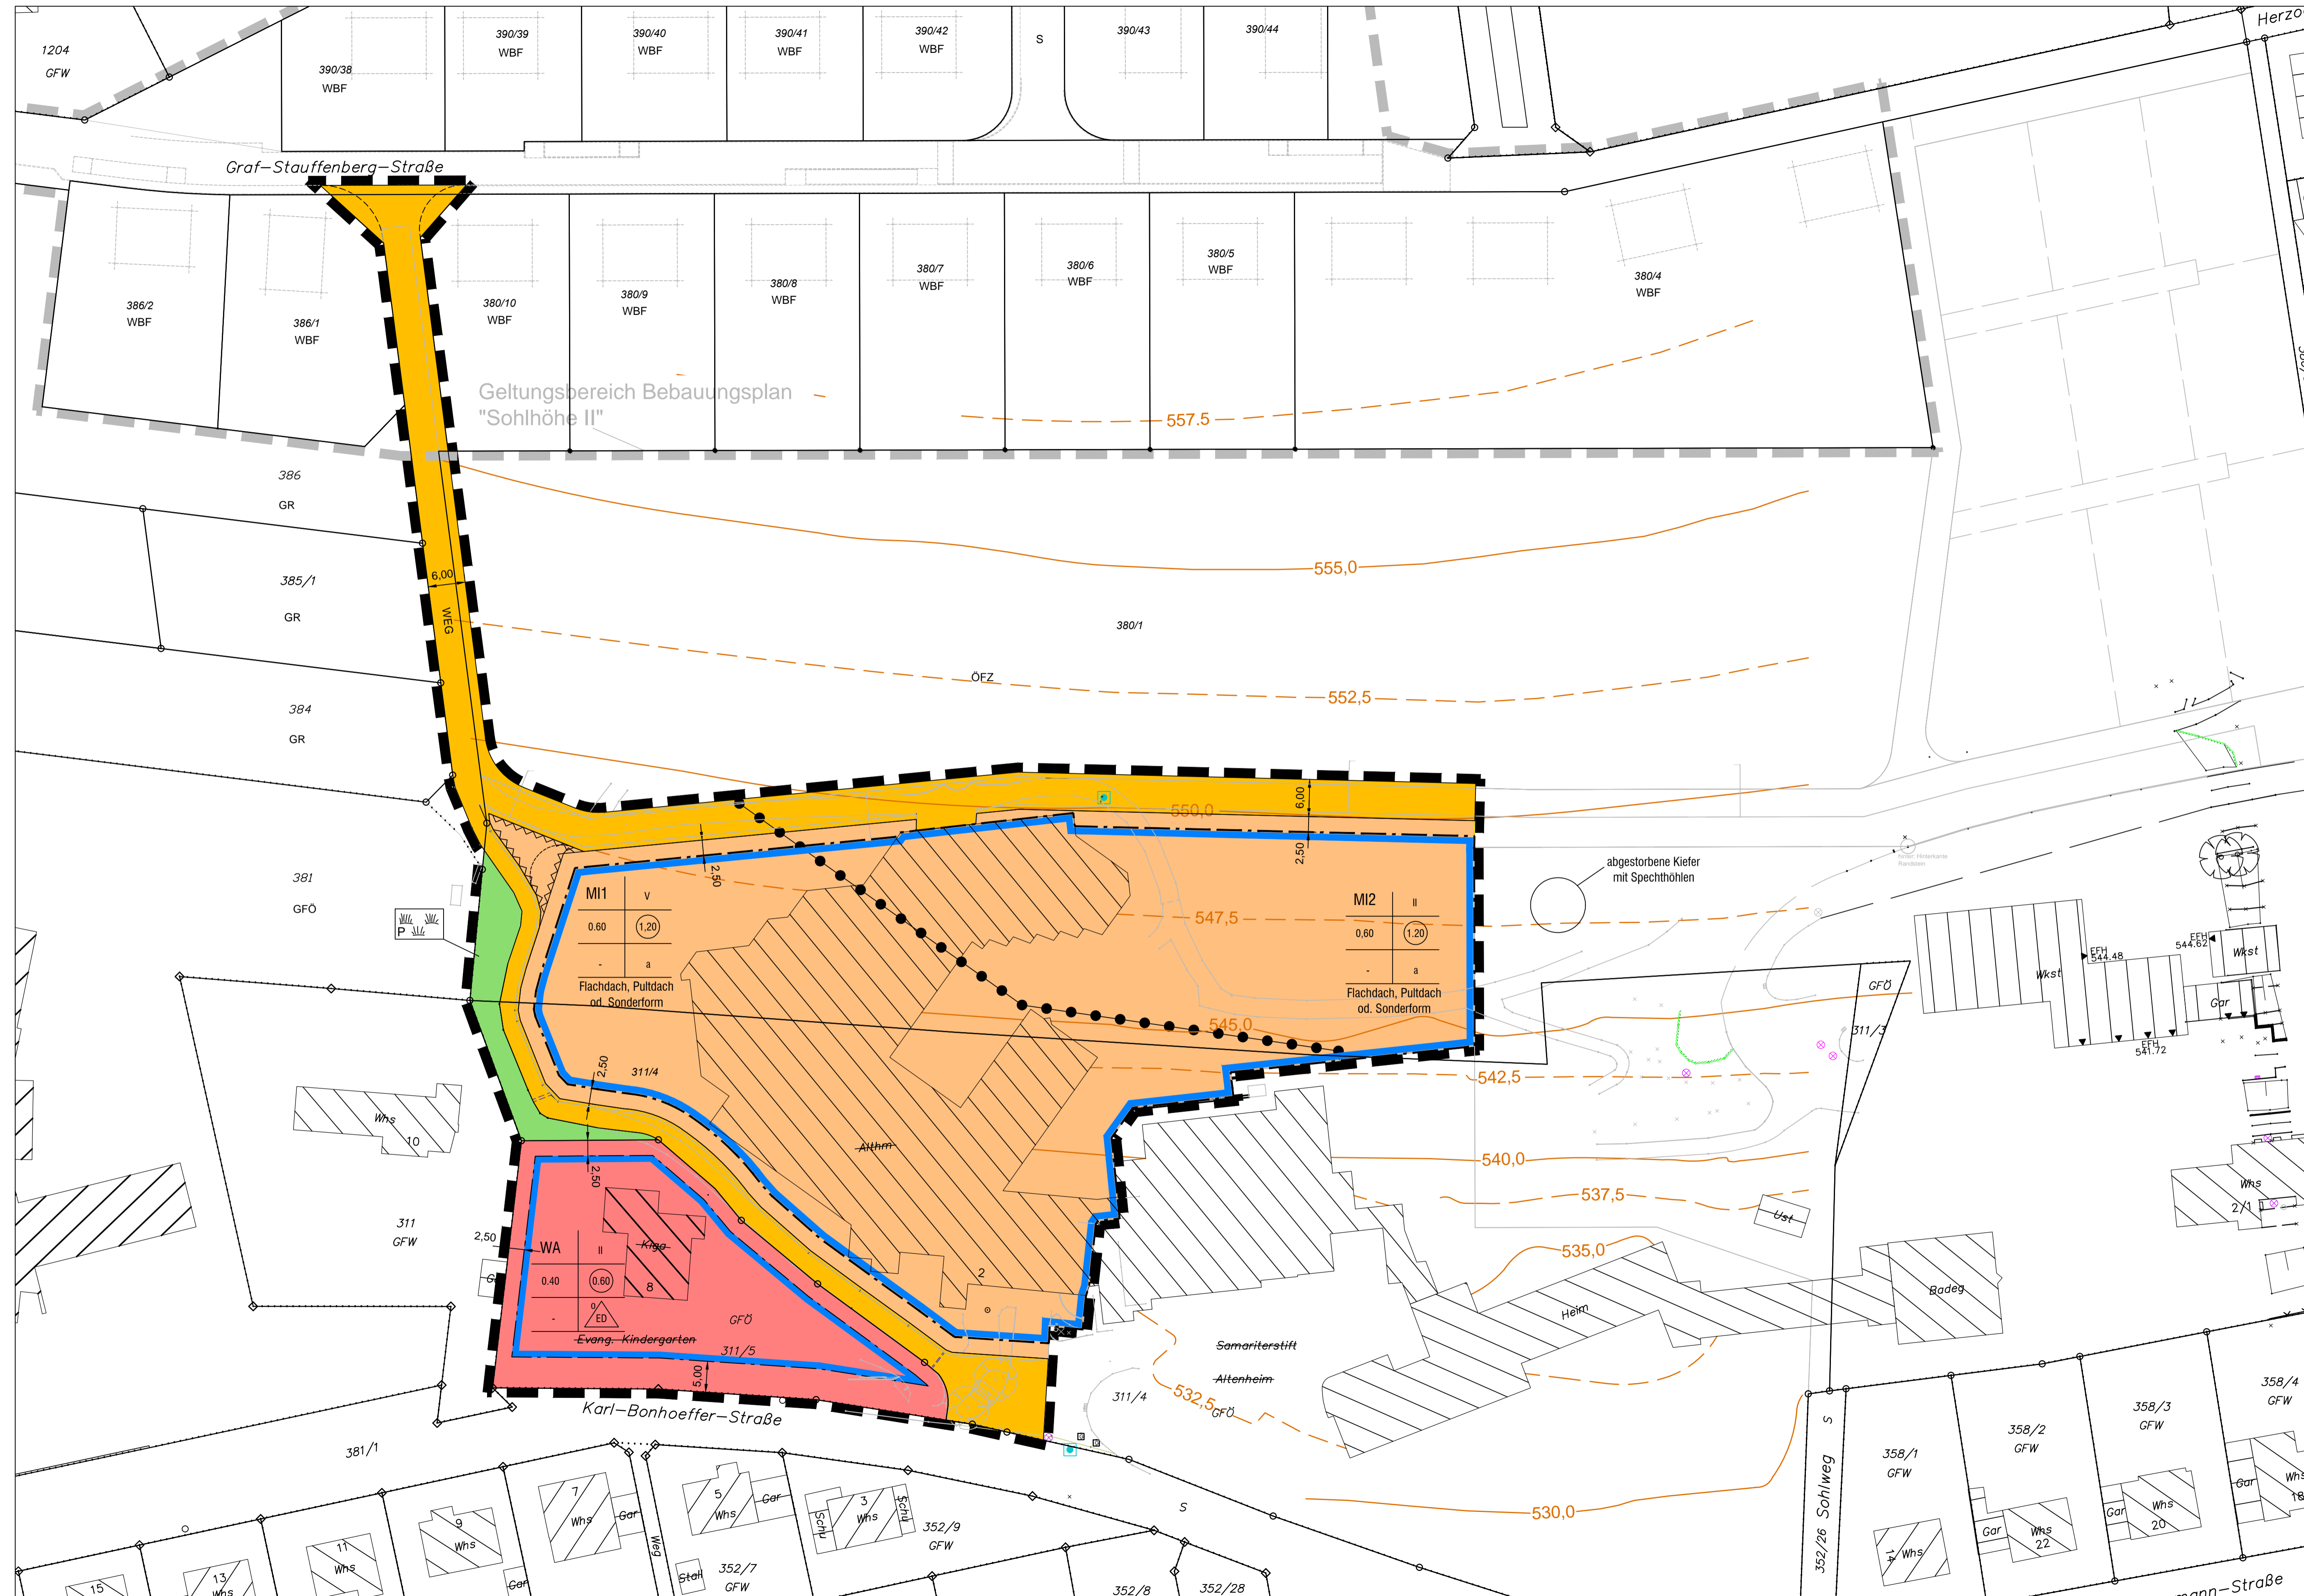 1204
GFW
390/38
WBF
390/39
WBF
390/40
WBF
390/41
WBF
390/42
WBF
S
390/43
390/44
Graf-Stauffenberg-Straße
386/2
WBF
386/1
WBF
380/10
WBF
380/9
WBF
380/8
WBF
380/7
WBF
380/6
WBF
380/5
WBF
380/4
WBF
Geltungsbereich Bebauungsplan
"Sohlhöhe II"
557.5
386
GR
385/1
GR
6,00
WEG
555,0
380/1
ÖFZ
552,5
384
GR
550,0
6,00
2,50
2,50
381
GFÖ
P
MI1
V
0.60
1,20
-
a
Flachdach, Pultdach
od. Sonderform
MI2
II
0,60
1.20
-
a
Flachdach, Pultdach
od. Sonderform
abgestorbene Kiefer
mit Spechthöhlen
547,5
545,0
542,5
540,0
537,5
535,0
532,5
530,0
GFÖ
311/3
Wkst
EFH
544.48
EFH
544.62
Wkst
Gar
EFH
541.72
2,50
311/4
Althm
Whs
10
2,50
311
GFW
2,50
WA
II
0.40
0.60
-
o
ED
Kiga
8
GFÖ
Evang. Kindergarten
311/5
5,00
2
Karl-Bonhoeffer-Straße
381/1
Samariterstift
Altenheim
GFÖ
311/4
Heim
Badeg
Ust
Whs
2/1
S
352/26 Sohlweg
358/1
GFW
358/2
GFW
358/3
GFW
358/4
GFW
14
Whs
Gar
Whs
22
Gar
Whs
20
Gar
Whs
18
15
13
Whs
11
Whs
9
Whs
Gar
7
Whs
Gar
Weg
5
Whs
Gar
Stall
352/7
GFW
Schu
3
Whs
Schu
352/9
GFW
S
352/8
352/28